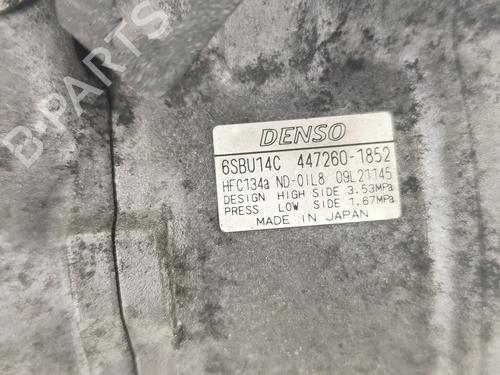 B-PARTS
DENSO
6SBU14C 447260-1852
HFC134a ND-OIL8 09L21145
DESIGN HIGH SIDE 3.53MPa
PRESS LOW SIDE 1.67MPa
MADE IN JAPAN